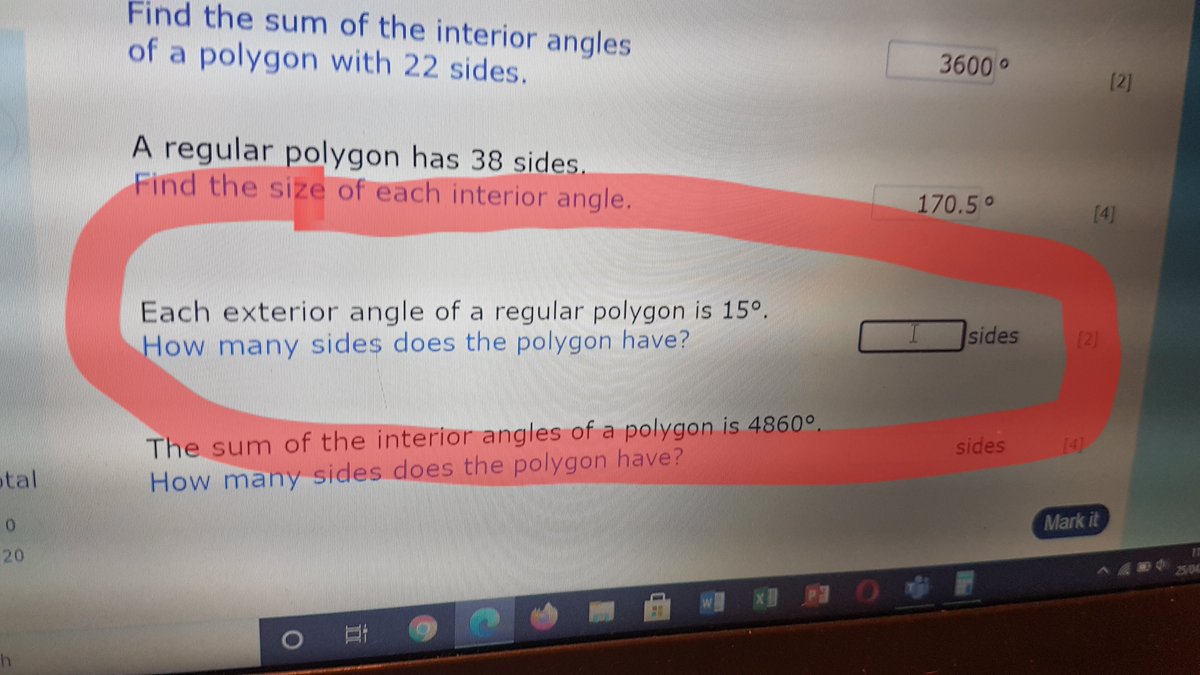 Find the sum of the interior angles
of a polygon with 22 sides.
3600°
[2]
A regular polygon has 38 sides.
Find the size of each interior angle.
170.5°
[4]
Each exterior angle of a regular polygon is 15°.
How many sides does the polygon have?
sides
[2]
The sum of the interior angles of a polygon is 4860°.
How many sides does the polygon have?
sides
[4]
otal
0
20
Mark it
25/04
h